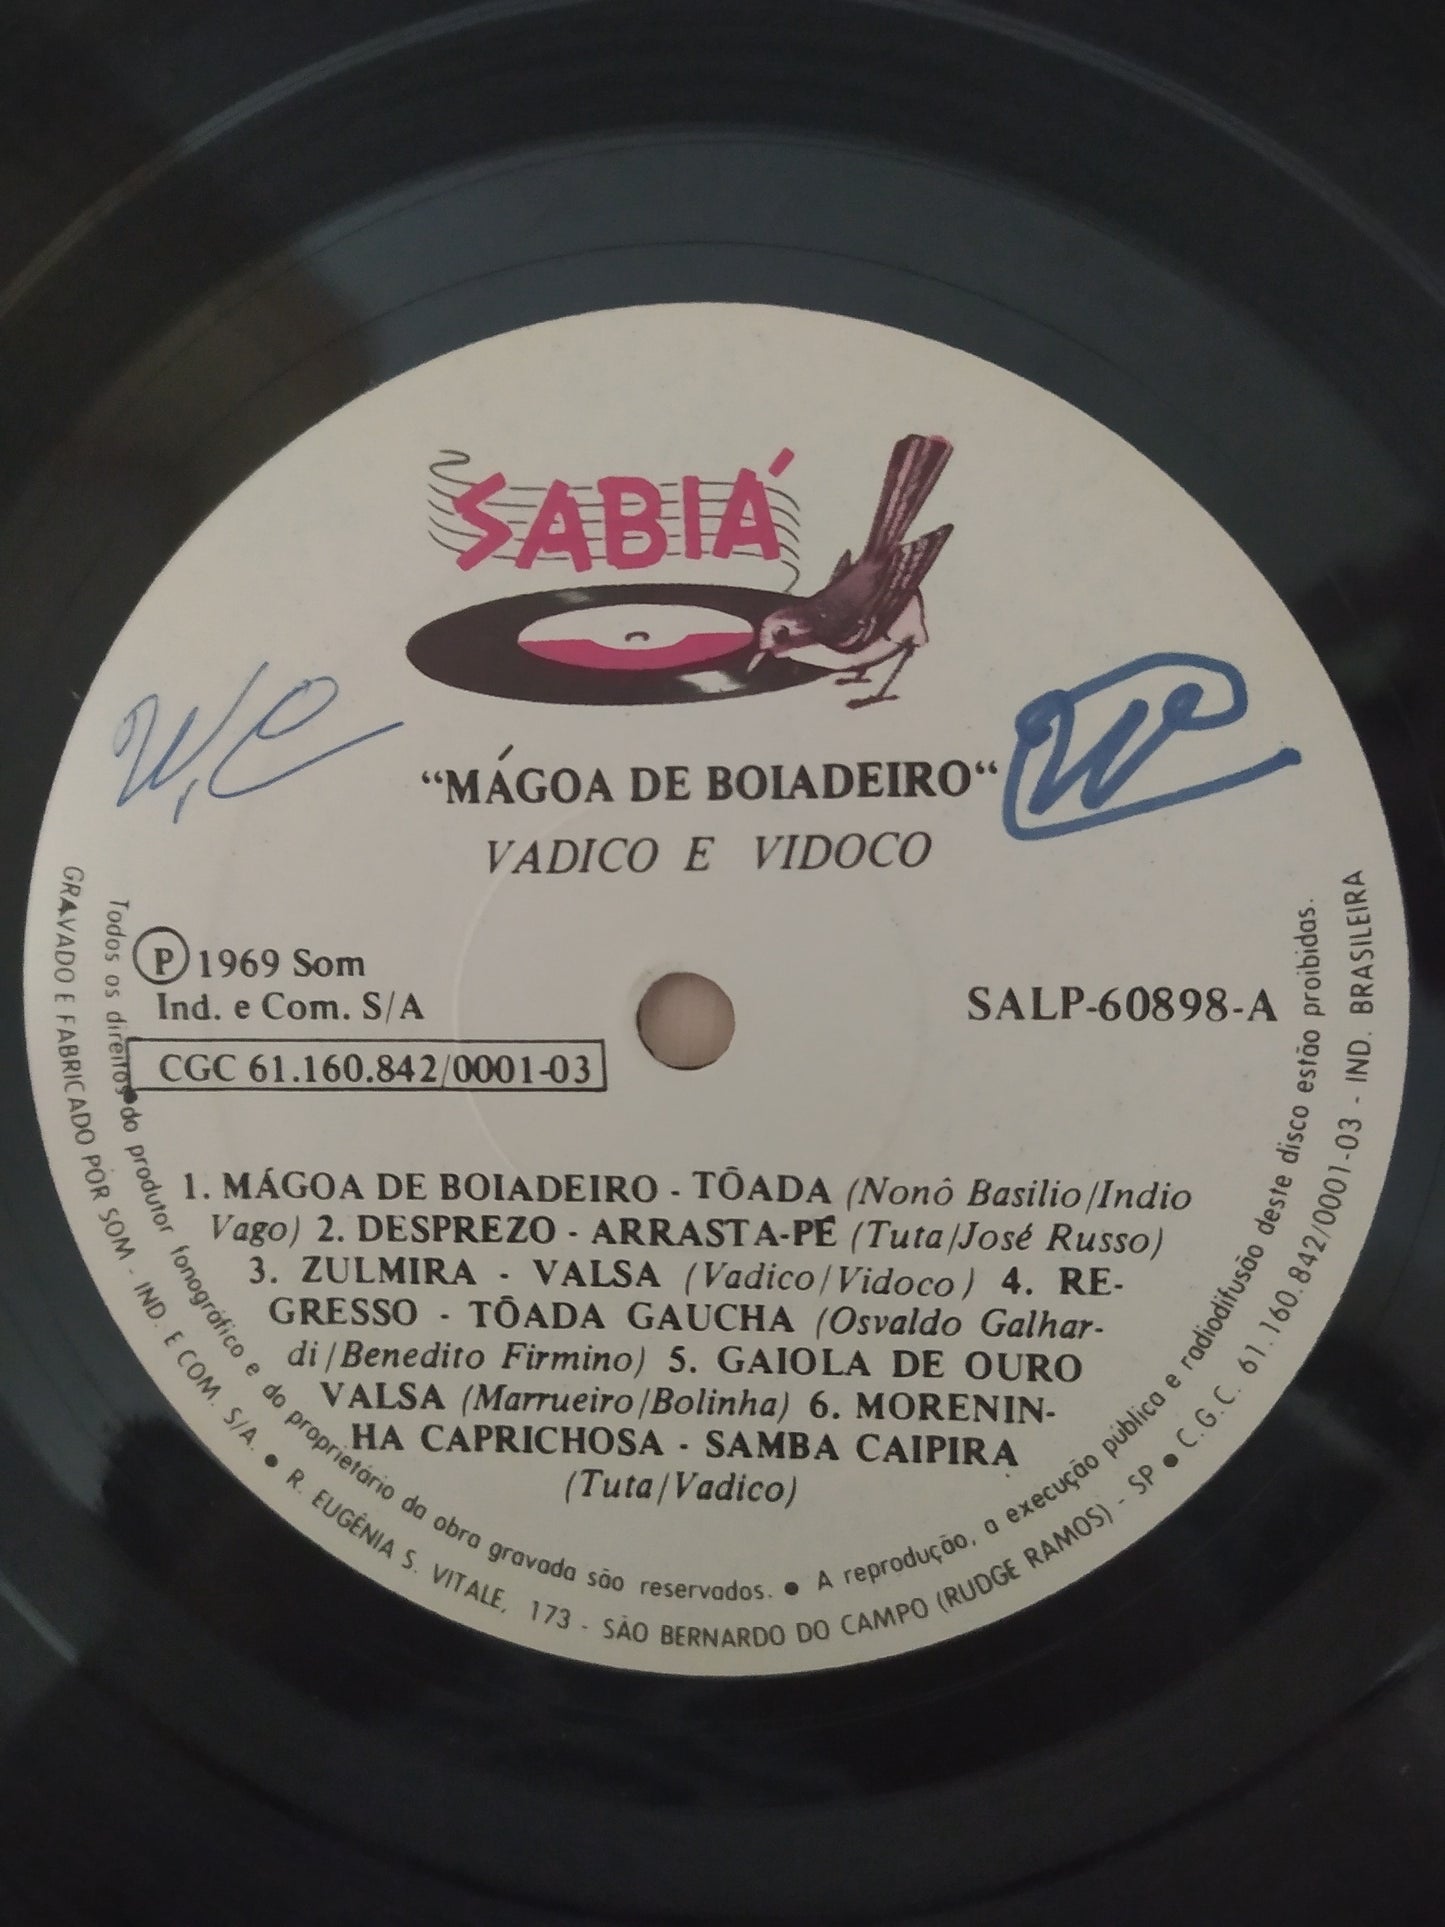 SABIÁ
W.C
“MÁGOA DE BOIADEIRO“
VADICO E VIDOCO
Ⓟ 1969 Som
Ind. e Com. S/A
SALP-60898-A
CGC 61.160.842/0001-03
1. MÁGOA DE BOIADEIRO - TÔADA (Nonô Basilio/Indio
Vago) 2. DESPREZO - ARRASTA-PÉ (Tuta/José Russo)
3. ZULMIRA - VALSA (Vadico/Vidoco) 4. RE-
GRESSO - TÔADA GAUCHA (Osvaldo Galhar-
di/Benedito Firmino) 5. GAIOLA DE OURO
VALSA (Marrueiro/Bolinha) 6. MORENIN-
HA CAPRICHOSA - SAMBA CAIPIRA
(Tuta/Vadico)
Todos os direitos do produtor fonográfico e do proprietário da obra gravada são reservados. ● A reprodução, a execução pública e radiodifusão deste disco estão proibidas.
GRAVADO E FABRICADO POR SOM - IND. E COM. S/A. ● R. EUGÊNIA S. VITALE, 173 - SÃO BERNARDO DO CAMPO (RUDGE RAMOS) - SP ● C.G.C. 61.160.842/0001-03 - IND. BRASILEIRA